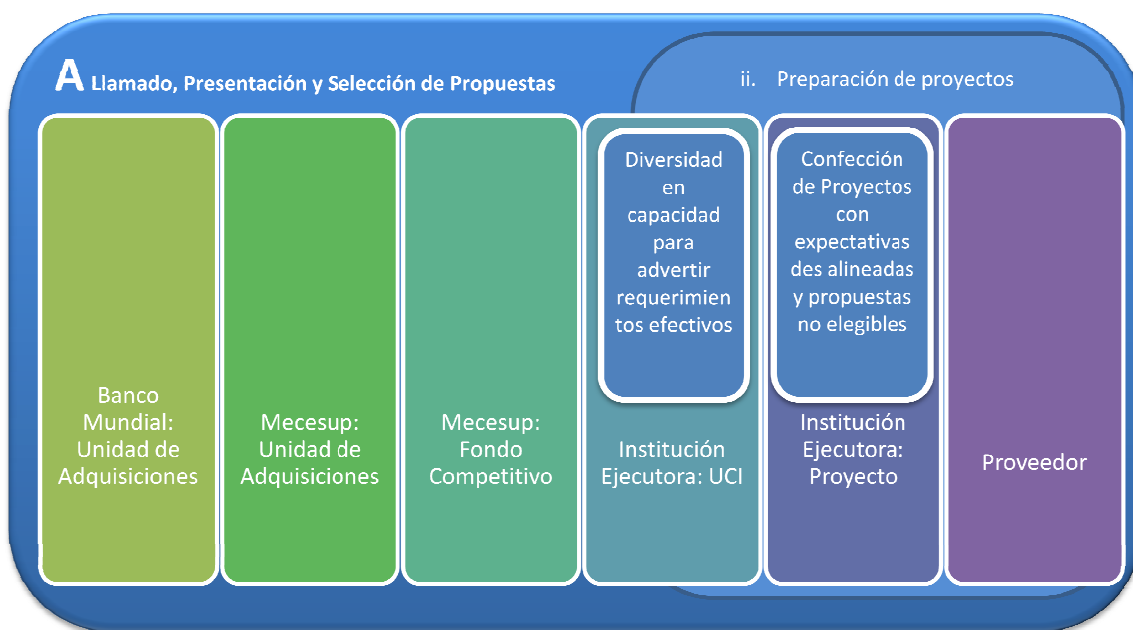 A Llamado, Presentación y Selección de Propuestas
ii. Preparación de proyectos
Diversidad
en
capacidad
para
advertir
requerimien
tos efectivos
Confección
de Proyectos
con
expectativas
des alineadas
y propuestas
no elegibles
Banco
Mundial:
Unidad de
Adquisiciones
Mecesup:
Unidad de
Adquisiciones
Mecesup:
Fondo
Competitivo
Institución
Ejecutora: UCI
Institución
Ejecutora:
Proyecto
Proveedor